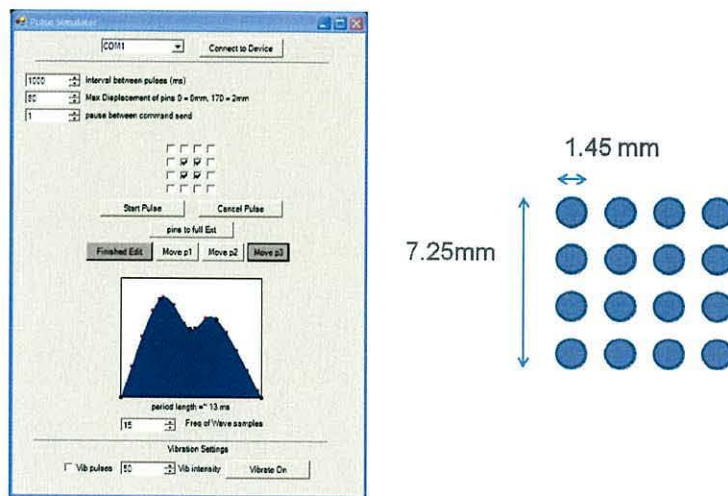 Pulse Simulator
COM1
Connect to Device
1000 Interval between pulses (ms)
80 Max Displacement of pins 0 = 0mm, 170 = 2mm
1 pause between command send
Start Pulse Cancel Pulse
pins to full Ext
Finished Edit Move p1 Move p2 Move p3
period length =~ 13 ms
15 Freq of Wave samples
Vibration Settings
Vib pulses 50 Vib intensity Vibrate On
1.45 mm
7.25mm